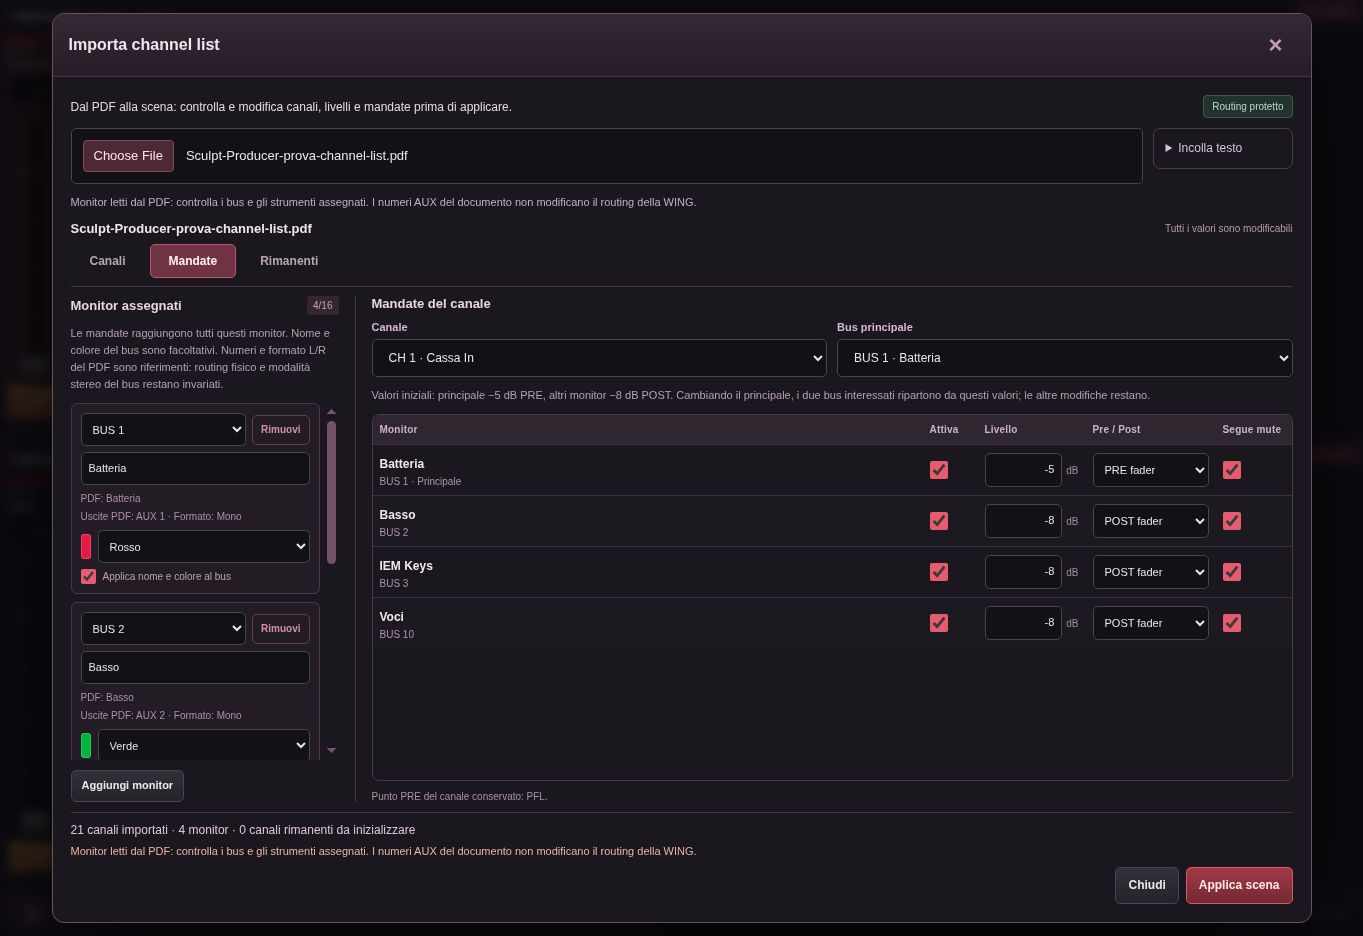 Importa channel list
×
Dal PDF alla scena: controlla e modifica canali, livelli e mandate prima di applicare.
Routing protetto
Choose File
Sculpt-Producer-prova-channel-list.pdf
Incolla testo
Monitor letti dal PDF: controlla i bus e gli strumenti assegnati. I numeri AUX del documento non modificano il routing della WING.
Sculpt-Producer-prova-channel-list.pdf
Tutti i valori sono modificabili
Canali
Mandate
Rimanenti
Monitor assegnati
4/16
Le mandate raggiungono tutti questi monitor. Nome e
colore del bus sono facoltativi. Numeri e formato L/R
del PDF sono riferimenti: routing fisico e modalità
stereo del bus restano invariati.
BUS 1
Rimuovi
Batteria
PDF: Batteria
Uscite PDF: AUX 1 · Formato: Mono
Rosso
Applica nome e colore al bus
BUS 2
Rimuovi
Basso
PDF: Basso
Uscite PDF: AUX 2 · Formato: Mono
Verde
Aggiungi monitor
Mandate del canale
Canale
Bus principale
CH 1 · Cassa In
BUS 1 · Batteria
Valori iniziali: principale −5 dB PRE, altri monitor −8 dB POST. Cambiando il principale, i due bus interessati ripartono da questi valori; le altre modifiche restano.
Monitor
Attiva
Livello
Pre / Post
Segue mute
Batteria
BUS 1 · Principale
-5
dB
PRE fader
Basso
BUS 2
-8
dB
POST fader
IEM Keys
BUS 3
-8
dB
POST fader
Voci
BUS 10
-8
dB
POST fader
Punto PRE del canale conservato: PFL.
21 canali importati · 4 monitor · 0 canali rimanenti da inizializzare
Monitor letti dal PDF: controlla i bus e gli strumenti assegnati. I numeri AUX del documento non modificano il routing della WING.
Chiudi
Applica scena